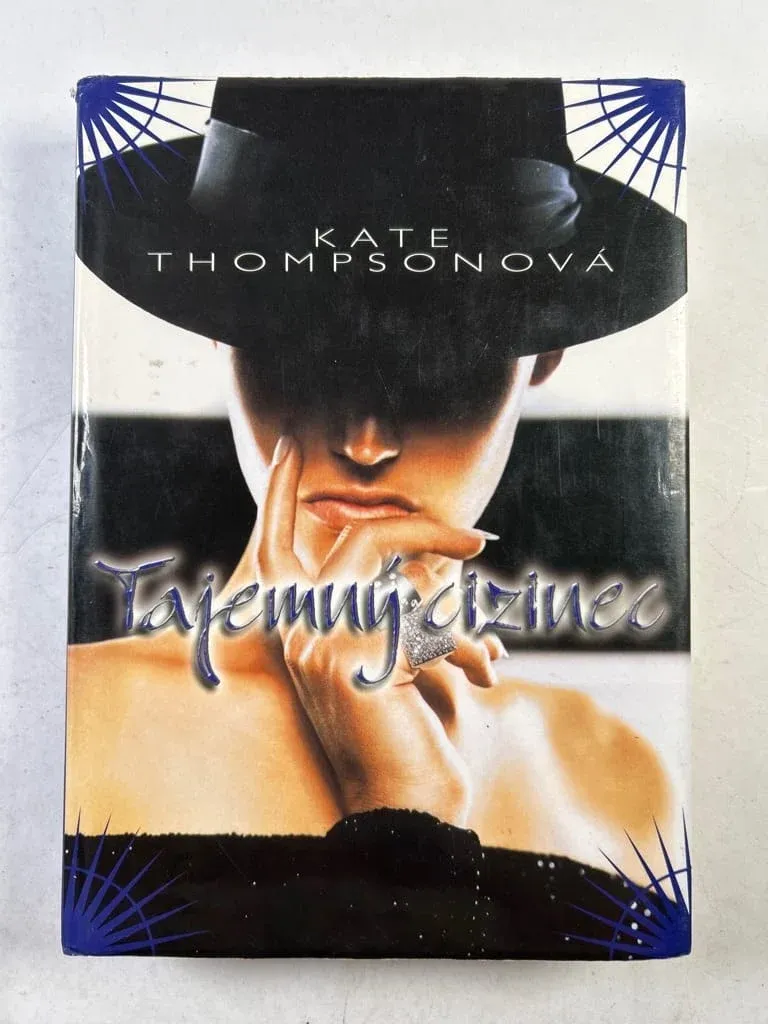 KATE
THOMPSONOVÁ
Tajemný cizinec